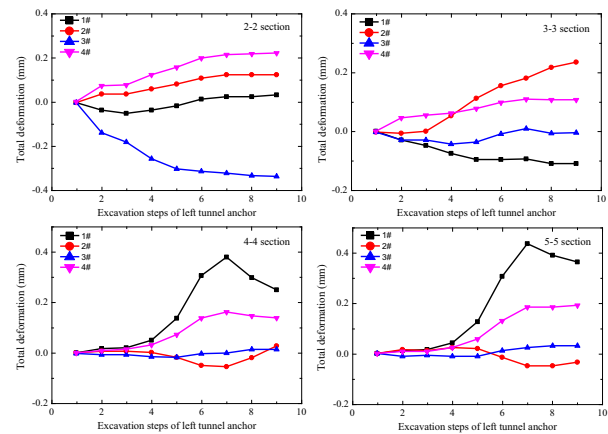 2-2 section
1#
2#
3#
4#
0.4
0.2
0.0
-0.2
-0.4
0 2 4 6 8 10
Total deformation (mm)
Excavation steps of left tunnel anchor
3-3 section
1#
2#
3#
4#
0.4
0.2
0.0
-0.2
0 2 4 6 8 10
Total deformation (mm)
Excavation steps of left tunnel anchor
4-4 section
1#
2#
3#
4#
0.4
0.2
0.0
-0.2
0 2 4 6 8 10
Total deformation (mm)
Excavation steps of left tunnel anchor
5-5 section
1#
2#
3#
4#
0.4
0.2
0.0
-0.2
0 2 4 6 8 10
Total deformation (mm)
Excavation steps of left tunnel anchor